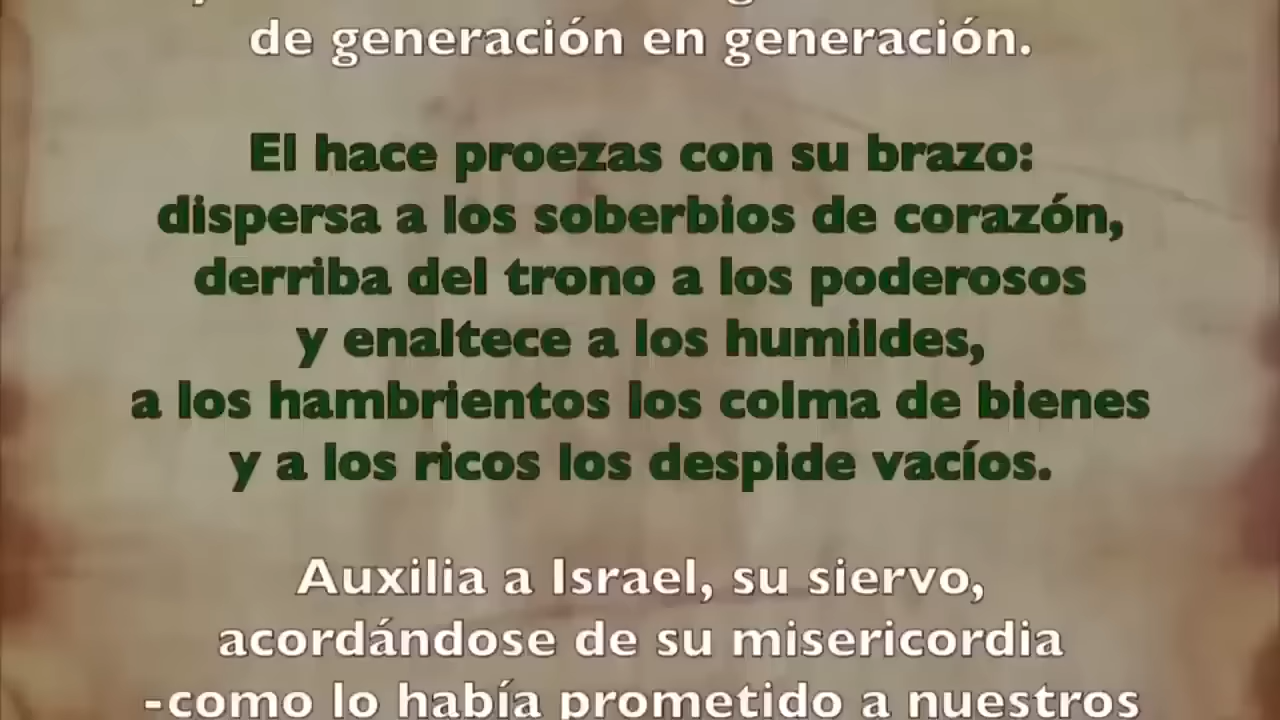 de generación en generación.
El hace proezas con su brazo:
dispersa a los soberbios de corazón,
derriba del trono a los poderosos
y enaltece a los humildes,
a los hambrientos los colma de bienes
y a los ricos los despide vacíos.
Auxilia a Israel, su siervo,
acordándose de su misericordia
-como lo había prometido a nuestros